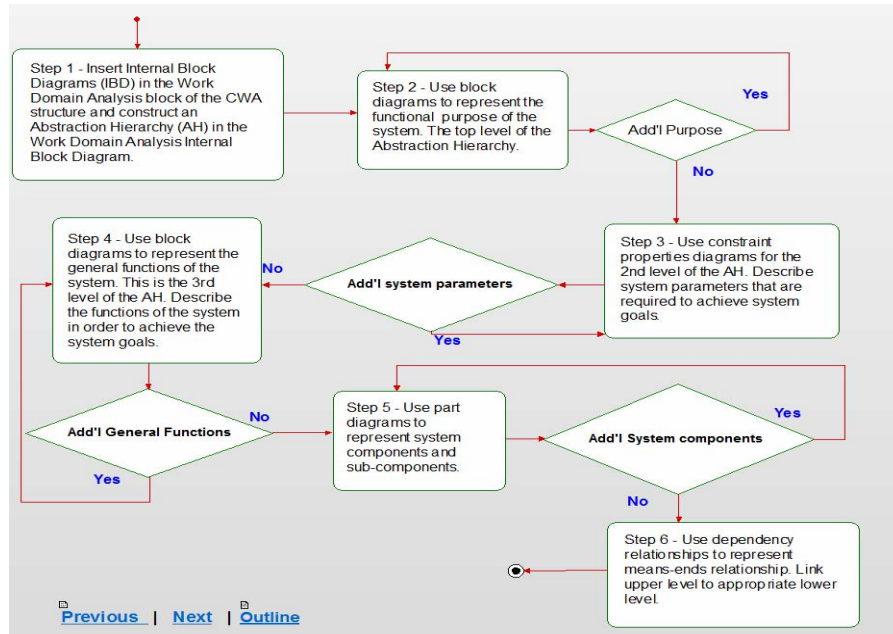 Step 1 - Insert Internal Block
Diagrams (IBD) in the Work
Domain Analysis block of the CWA
structure and construct an
Abstraction Hierarchy (AH) in the
Work Domain Analysis Internal
Block Diagram.
Step 2 - Use block
diagrams to represent the
functional purpose of the
system. The top level of the
Abstraction Hierarchy.
Add'l Purpose
Yes
No
Step 3 - Use constraint
properties diagrams for the
2nd level of the AH. Describe
system parameters that are
required to achieve system
goals.
Add'l system parameters
Yes
No
Step 4 - Use block
diagrams to represent the
general functions of the
system. This is the 3rd
level of the AH. Describe
the functions of the system
in order to achieve the
system goals.
Add'l General Functions
Yes
No
Step 5 - Use part
diagrams to
represent system
components and
sub-components.
Add'l System components
Yes
No
Step 6 - Use dependency
relationships to represent
means-ends relationship. Link
upper level to appropriate lower
level.
Previous | Next | Outline